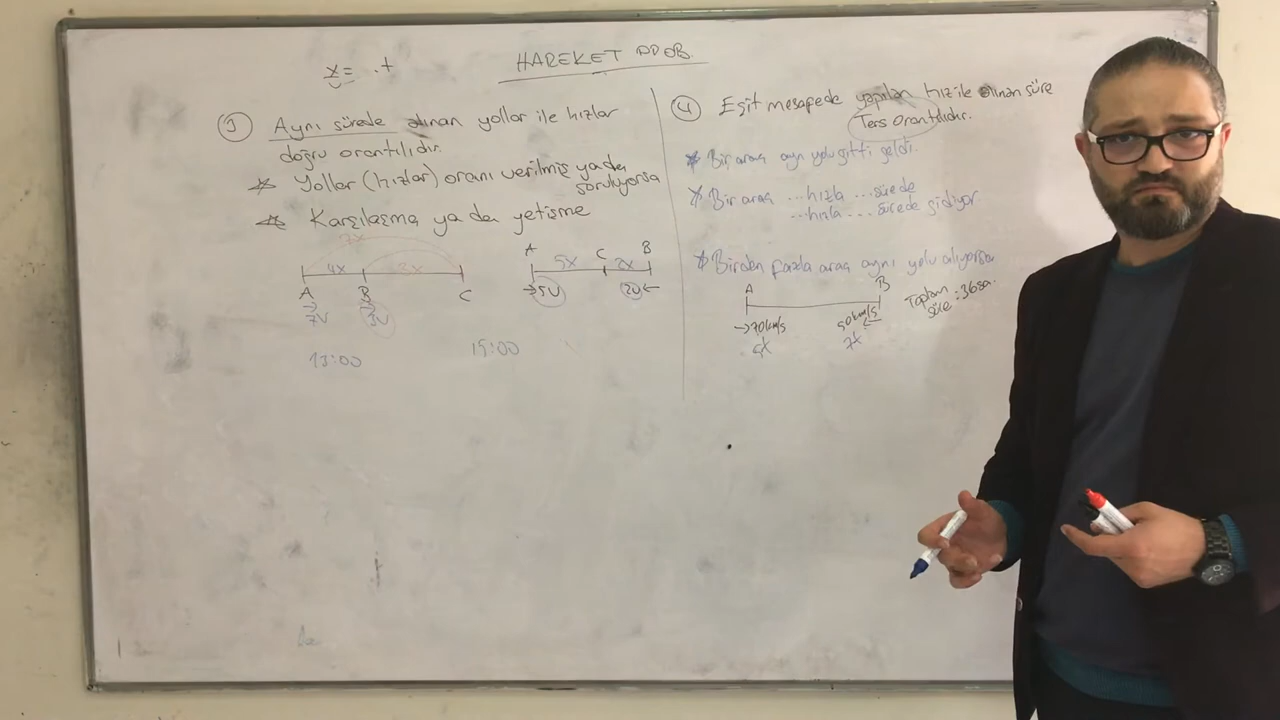 HAREKET PROB.
x = .t
3 Aynı sürede alınan yollar ile hızlar
doğru orantılıdır.
* Yollar (hızlar) oranı verilmiş ya da
soruluyorsa
* Karşılaşma ya da yetişme
7x
4x 3x
A B C
7V 3V
A C B
5x 2x
5V 2V
13:00 15:00
4 Eşit mesafede yapılan hız ile alınan süre
Ters orantılıdır.
* Bir araç aynı yolu gitti geldi.
* Bir araç ... hızla ... sürede
... hızla ... sürede gidiyor
* Birden fazla araç aynı yolu alıyorsa
A B
Toplam
süre: 36sa.
70km/s 50km/s
5x 7x